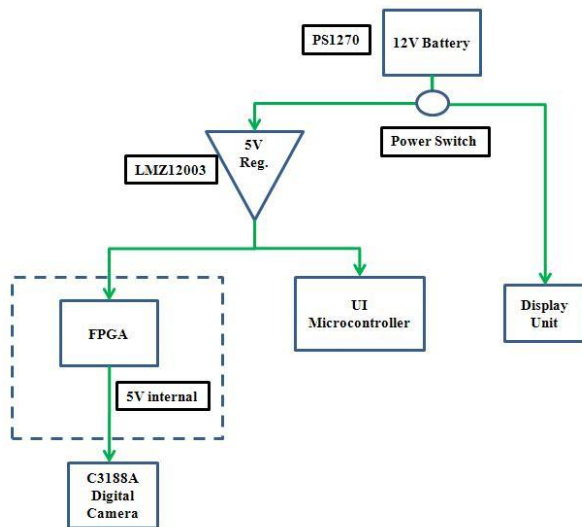 PS1270
12V Battery
Power Switch
5V
Reg.
LMZ12003
FPGA
UI
Microcontroller
Display
Unit
5V internal
C3188A
Digital
Camera